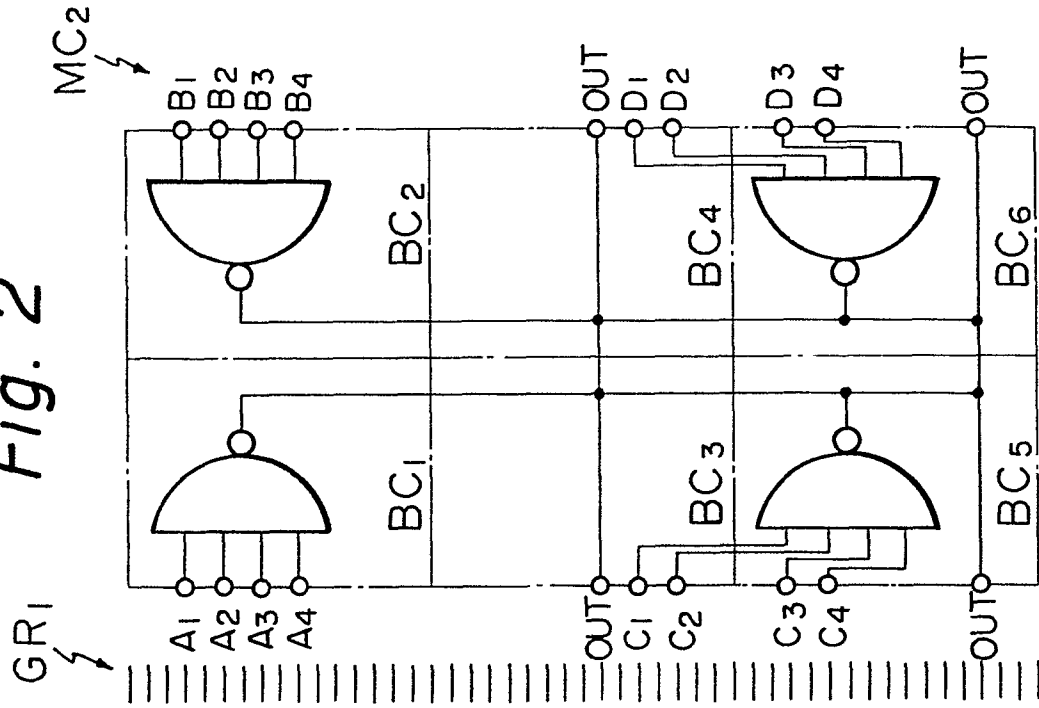 Fig. 2
GR1
MC2
A1
B1
A2
B2
A3
B3
A4
B4
BC1
BC2
OUT
OUT
C1
D1
C2
D2
BC3
BC4
C3
D3
C4
D4
OUT
OUT
BC5
BC6